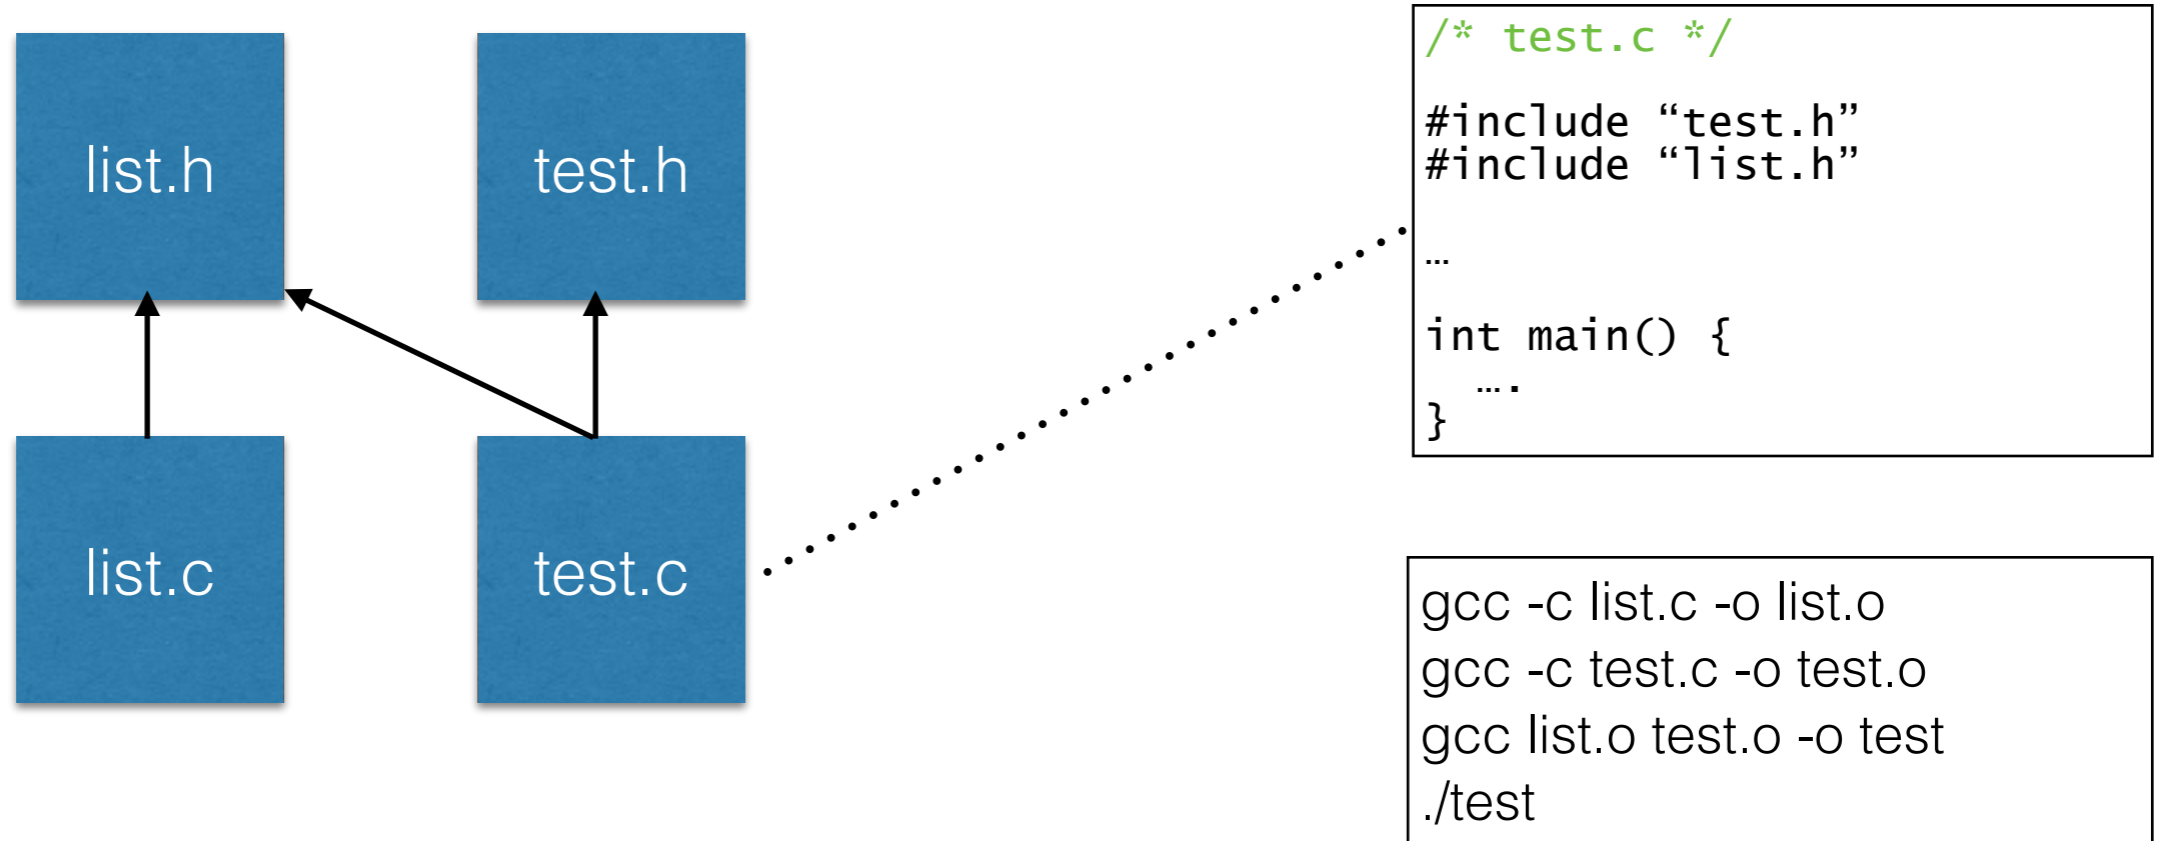 list.h
test.h
list.c
test.c
/* test.c */
#include “test.h”
#include “list.h”
…
int main() {
….
}
gcc -c list.c -o list.o
gcc -c test.c -o test.o
gcc list.o test.o -o test
./test